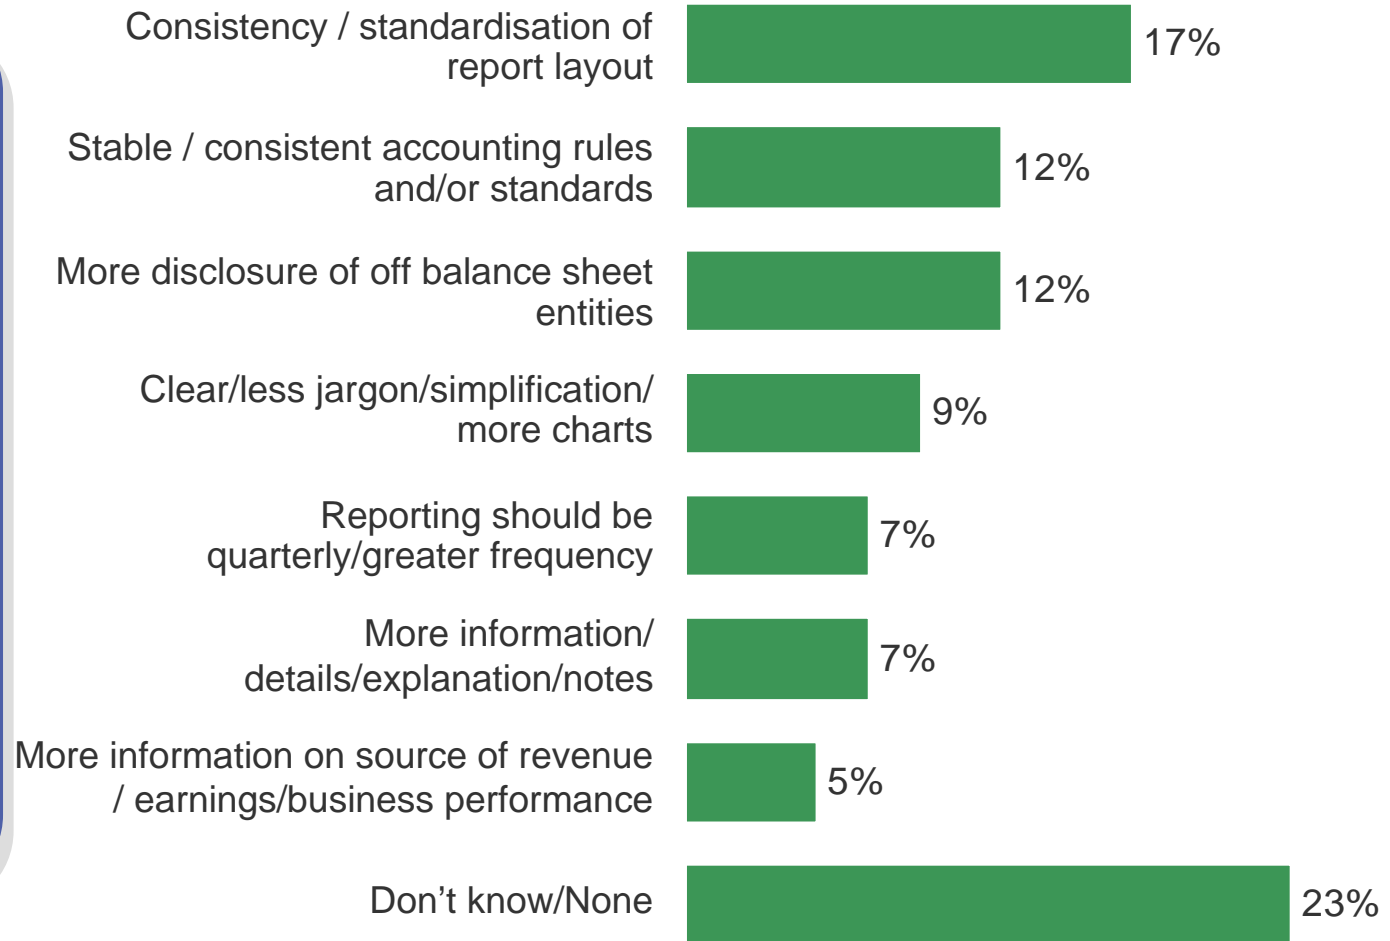 Consistency / standardisation of
report layout
17%
Stable / consistent accounting rules
and/or standards
12%
More disclosure of off balance sheet
entities
12%
Clear/less jargon/simplification/
more charts
9%
Reporting should be
quarterly/greater frequency
7%
More information/
details/explanation/notes
7%
More information on source of revenue
/ earnings/business performance
5%
Don’t know/None
23%